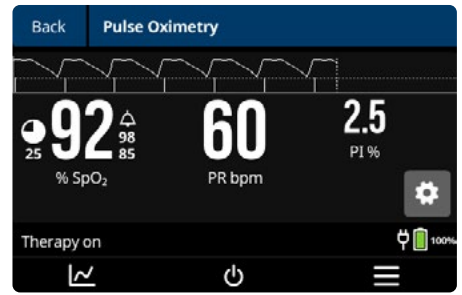 Back Pulse Oximetry
92 60 2.5
25 98
85
% SpO₂ PR bpm PI %
Therapy on 100%